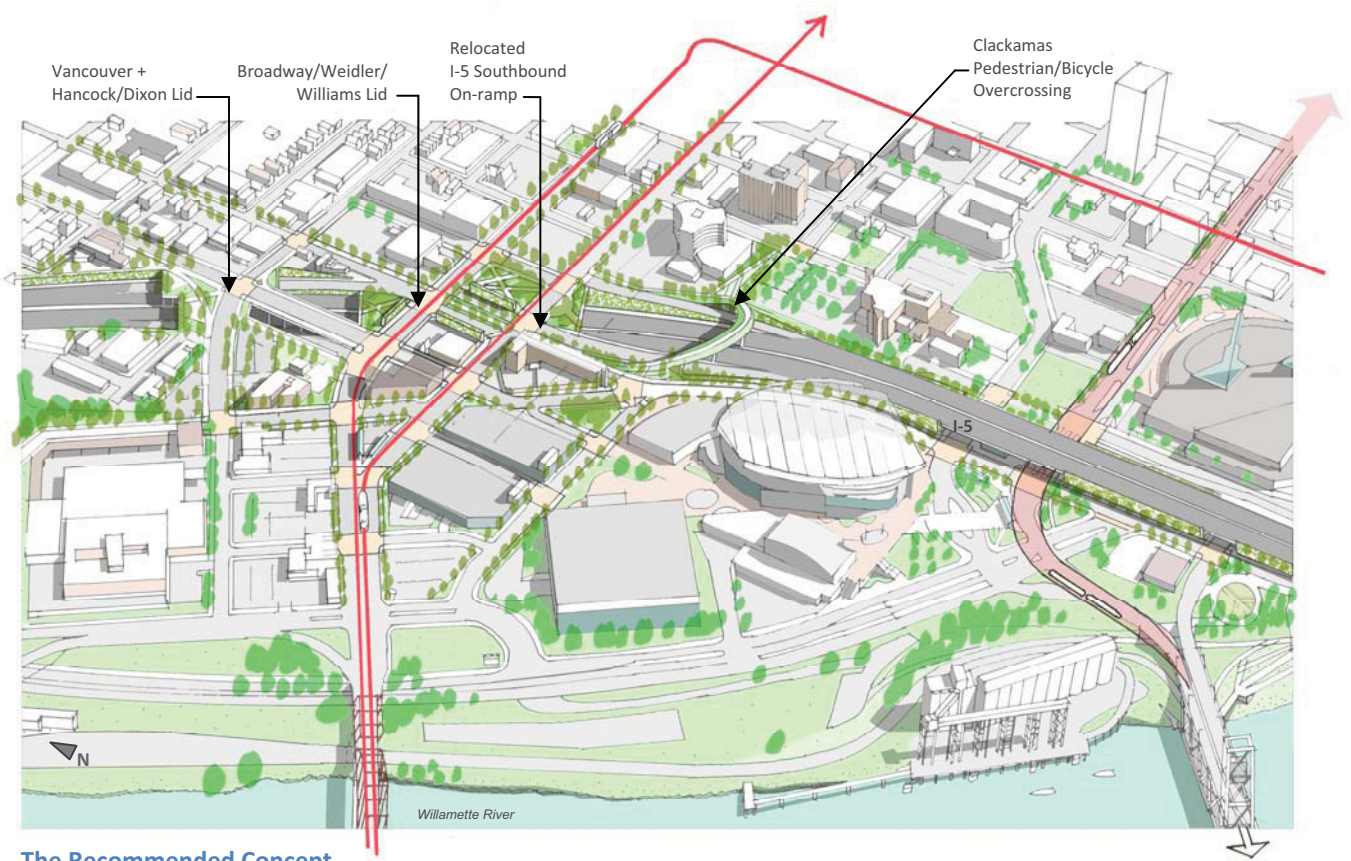 Vancouver +
Hancock/Dixon Lid
Broadway/Weidler/
Williams Lid
Relocated
I-5 Southbound
On-ramp
Clackamas
Pedestrian/Bicycle
Overcrossing
I-5
N
Willamette River
The Recommended Concept